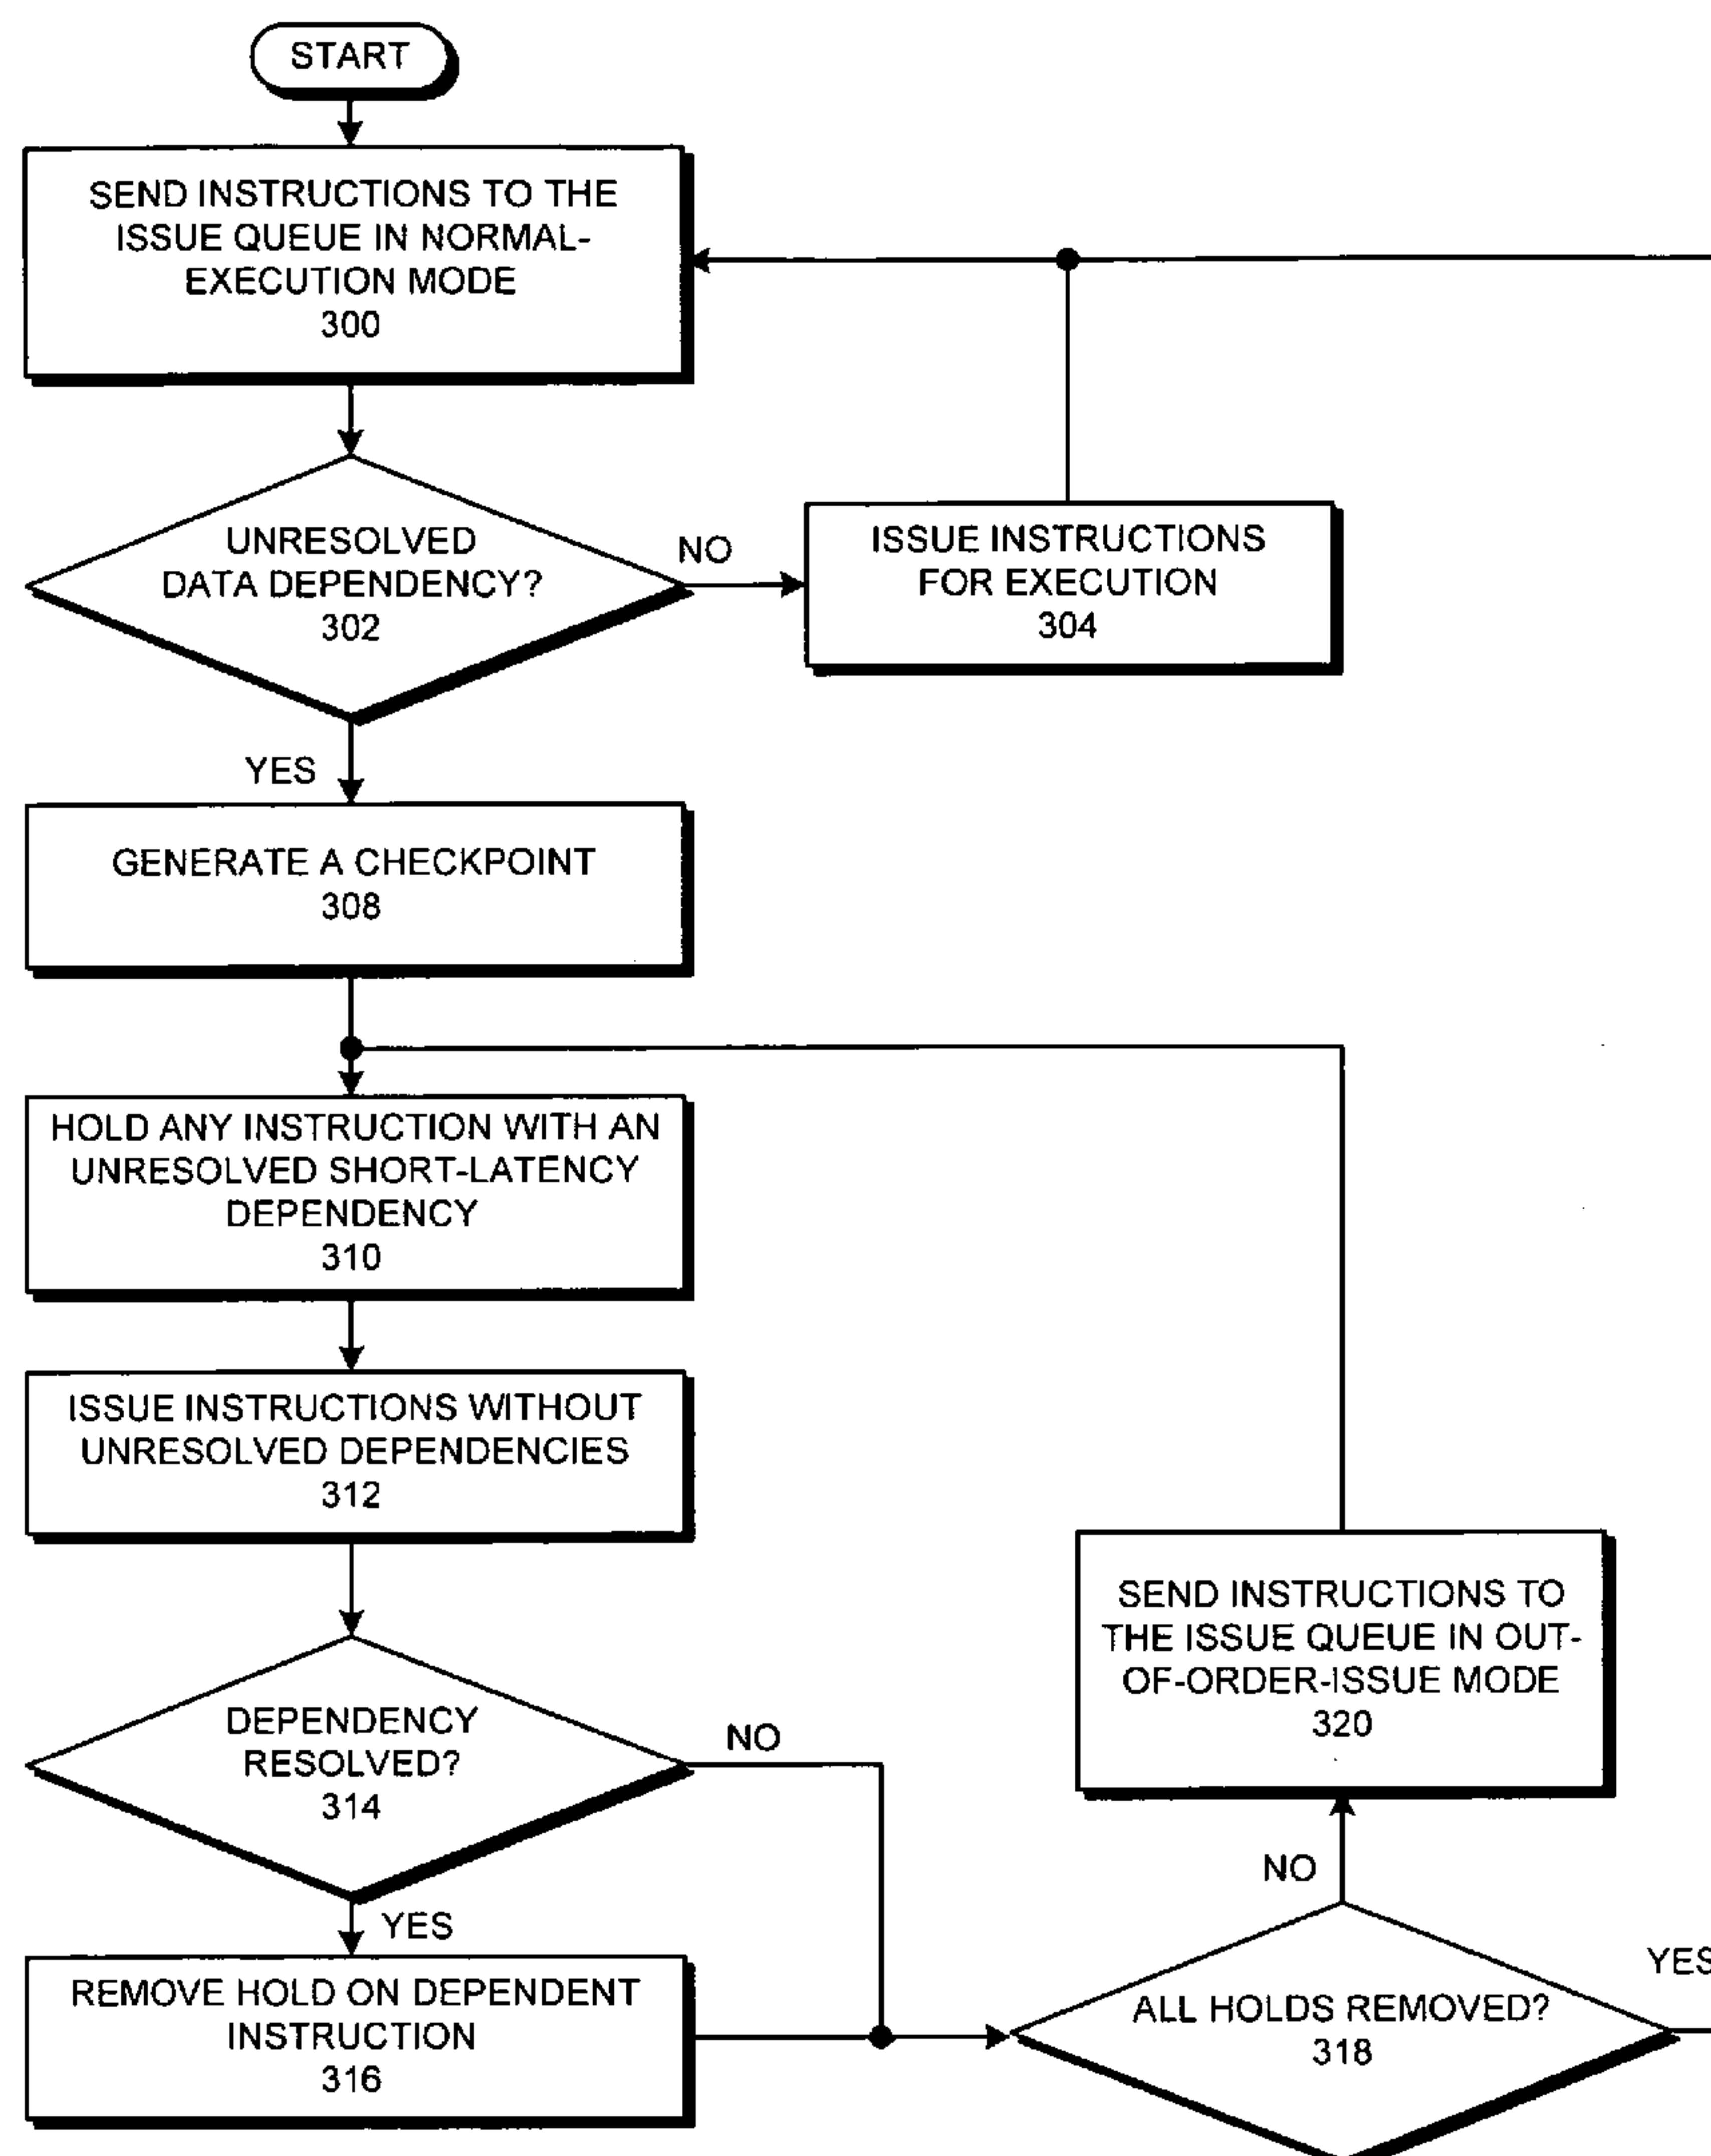 START
SEND INSTRUCTIONS TO THE
ISSUE QUEUE IN NORMAL-
EXECUTION MODE
300
UNRESOLVED
DATA DEPENDENCY?
302
NO
ISSUE INSTRUCTIONS
FOR EXECUTION
304
YES
GENERATE A CHECKPOINT
308
HOLD ANY INSTRUCTION WITH AN
UNRESOLVED SHORT-LATENCY
DEPENDENCY
310
ISSUE INSTRUCTIONS WITHOUT
UNRESOLVED DEPENDENCIES
312
DEPENDENCY
RESOLVED?
314
NO
YES
REMOVE HOLD ON DEPENDENT
INSTRUCTION
316
SEND INSTRUCTIONS TO
THE ISSUE QUEUE IN OUT-
OF-ORDER-ISSUE MODE
320
NO
ALL HOLDS REMOVED?
318
YES